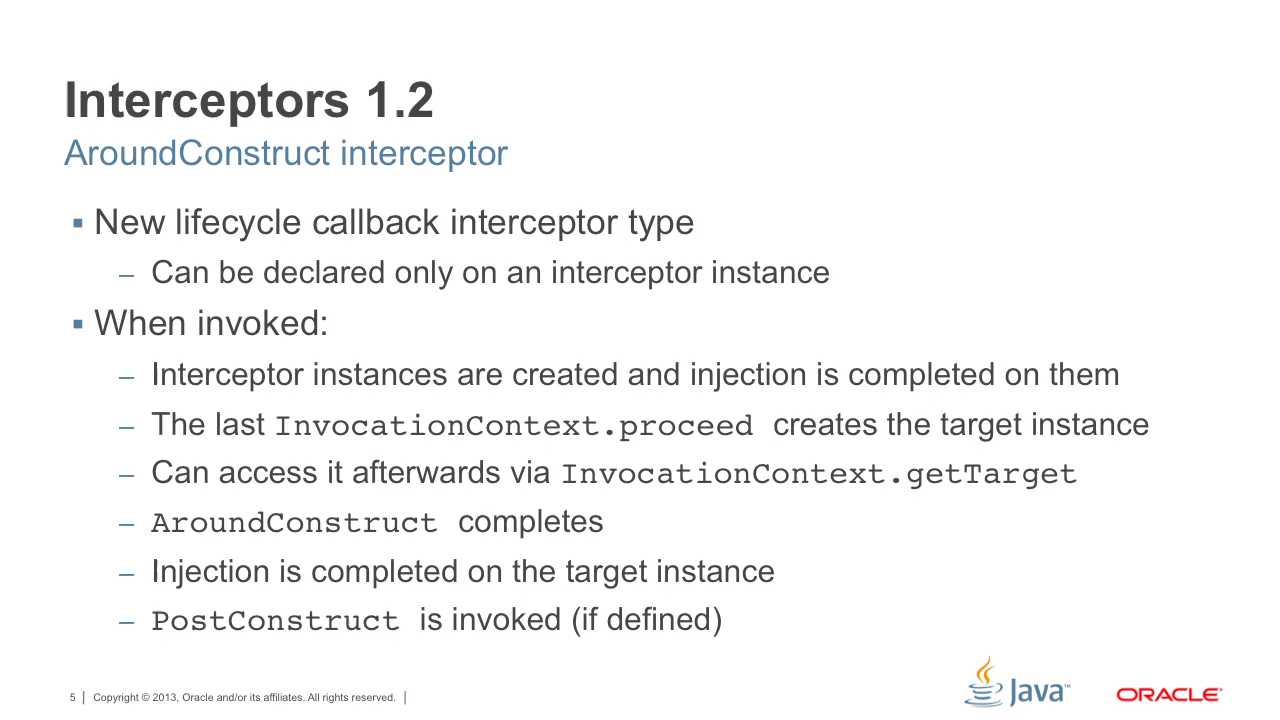 Interceptors 1.2
AroundConstruct interceptor
▪ New lifecycle callback interceptor type
– Can be declared only on an interceptor instance
▪ When invoked:
– Interceptor instances are created and injection is completed on them
– The last InvocationContext.proceed creates the target instance
– Can access it afterwards via InvocationContext.getTarget
– AroundConstruct completes
– Injection is completed on the target instance
– PostConstruct is invoked (if defined)
5 | Copyright © 2013, Oracle and/or its affiliates. All rights reserved. |
Java™
ORACLE®